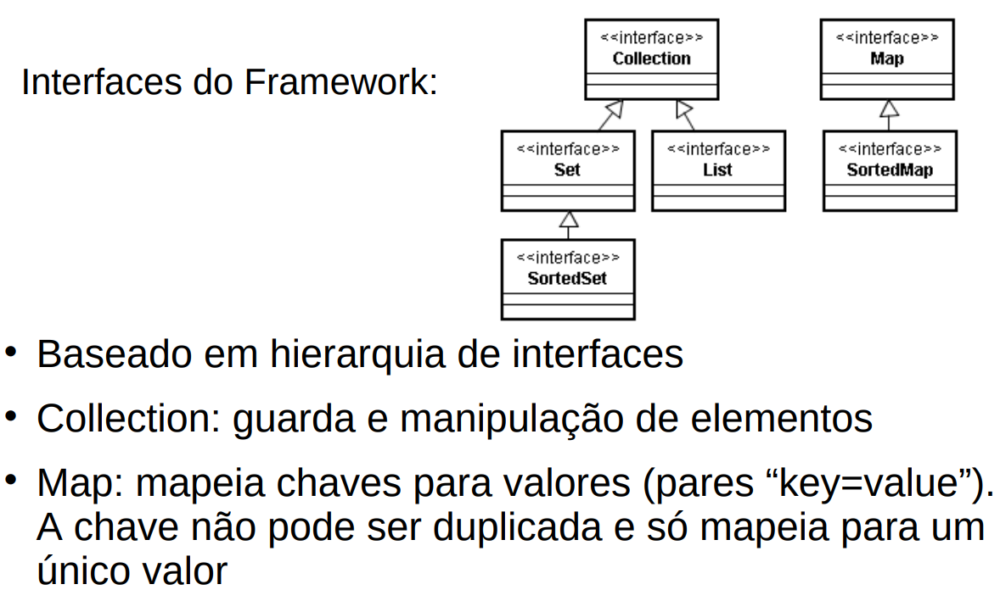 Interfaces do Framework:
<<interface>>
Collection
<<interface>>
Map
<<interface>>
Set
<<interface>>
List
<<interface>>
SortedMap
<<interface>>
SortedSet
• Baseado em hierarquia de interfaces
• Collection: guarda e manipulação de elementos
• Map: mapeia chaves para valores (pares “key=value”).
A chave não pode ser duplicada e só mapeia para um
único valor